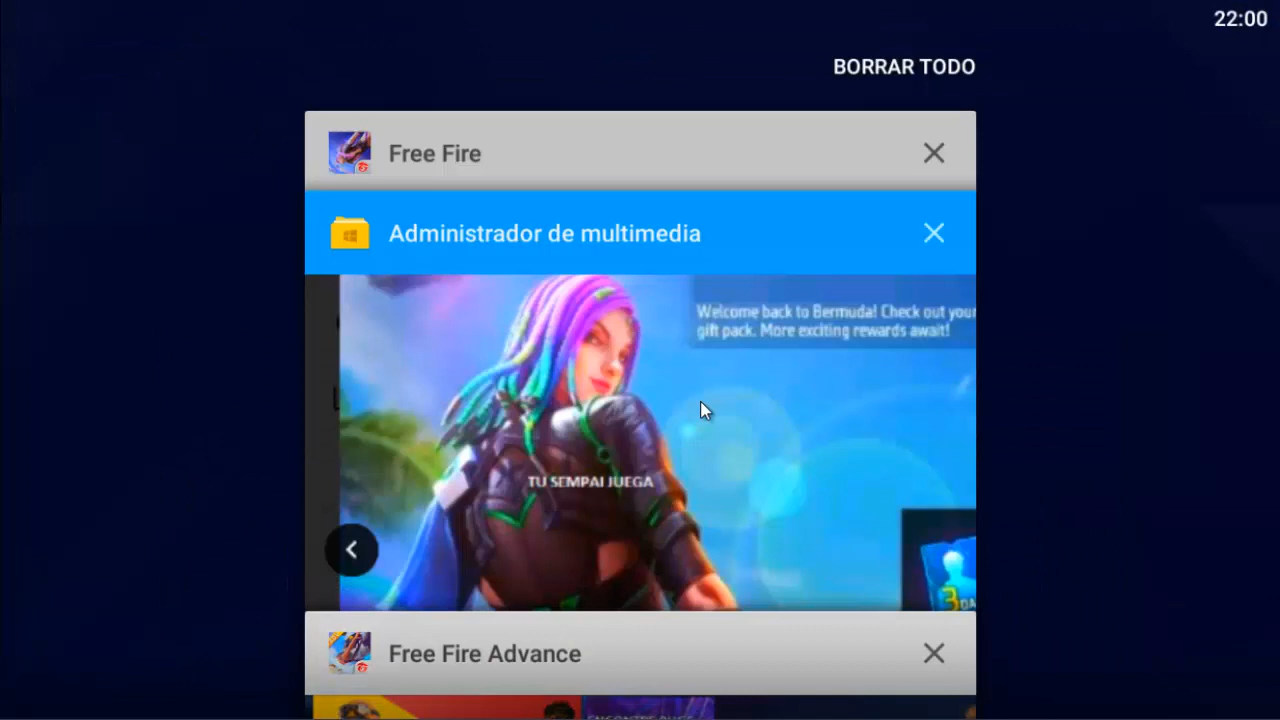 22:00
BORRAR TODO
Free Fire
Administrador de multimedia
Welcome back to Bermuda! Check out your
gift pack. More exciting rewards await!
TU SEMPAI JUEGA
3DA
Free Fire Advance